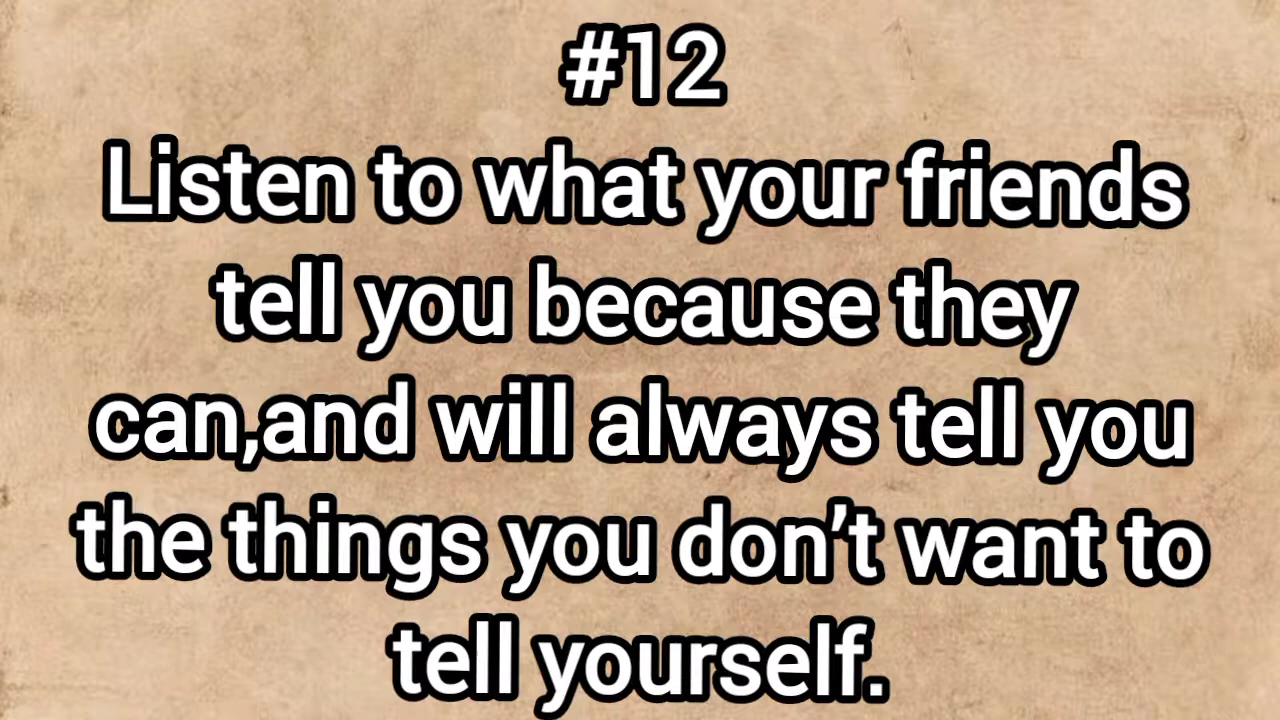 #12
Listen to what your friends
tell you because they
can,and will always tell you
the things you don’t want to
tell yourself.